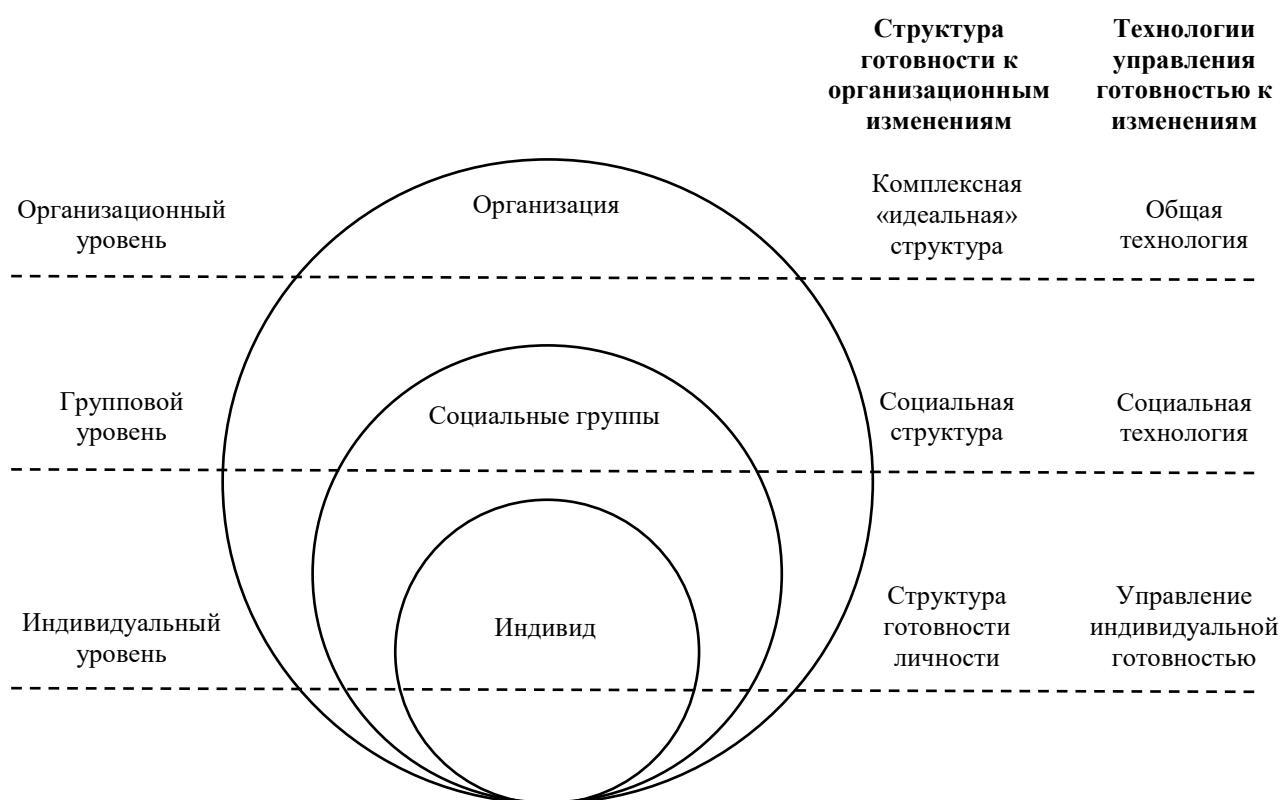 Структура
готовности к
организационным
изменениям
Технологии
управления
готовностью к
изменениям
Организационный
уровень
Организация
Комплексная
«идеальная»
структура
Общая
технология
Групповой
уровень
Социальные группы
Социальная
структура
Социальная
технология
Индивидуальный
уровень
Индивид
Структура
готовности
личности
Управление
индивидуальной
готовностью